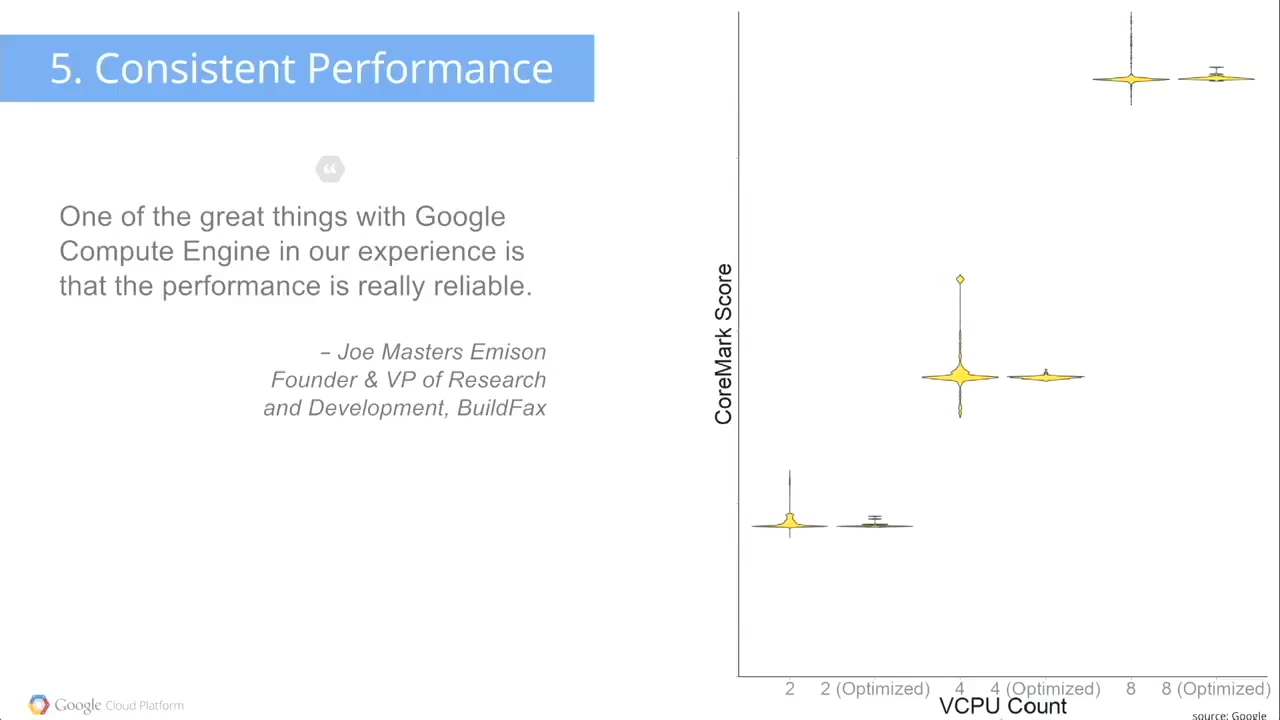 5. Consistent Performance
“
One of the great things with Google
Compute Engine in our experience is
that the performance is really reliable.
– Joe Masters Emison
Founder & VP of Research
and Development, BuildFax
CoreMark Score
2 2 (Optimized) 4 4 (Optimized) 8 8 (Optimized)
VCPU Count
source: Google
Google Cloud Platform